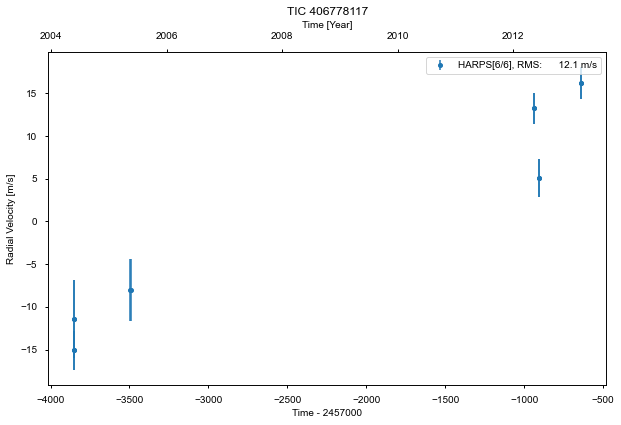 TIC 406778117
Time [Year]
2004 2006 2008 2010 2012
HARPS[6/6], RMS: 12.1 m/s
15
10
5
0
−5
−10
−15
Radial Velocity [m/s]
−4000 −3500 −3000 −2500 −2000 −1500 −1000 −500
Time - 2457000